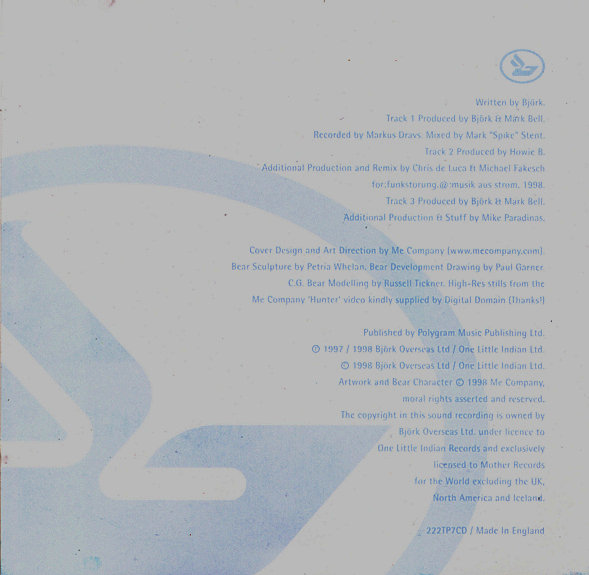 Written by Björk.
Track 1 Produced by Björk & Mark Bell.
Recorded by Markus Dravs. Mixed by Mark "Spike" Stent.
Track 2 Produced by Howie B.
Additional Production and Remix by Chris de Luca & Michael Fakesch
for:funkstorung.@:musik aus strom. 1998.
Track 3 Produced by Björk & Mark Bell.
Additional Production & Stuff by Mike Paradinas.
Cover Design and Art Direction by Me Company (www.mecompany.com).
Bear Sculpture by Petria Whelan. Bear Development Drawing by Paul Garner.
C.G. Bear Modelling by Russell Tickner. High-Res stills from the
Me Company 'Hunter' video kindly supplied by Digital Domain (Thanks!)
Published by Polygram Music Publishing Ltd.
℗ 1997 / 1998 Björk Overseas Ltd / One Little Indian Ltd.
© 1998 Björk Overseas Ltd / One Little Indian Ltd.
Artwork and Bear Character © 1998 Me Company,
moral rights asserted and reserved.
The copyright in this sound recording is owned by
Björk Overseas Ltd. under licence to
One Little Indian Records and exclusively
licensed to Mother Records
for the World excluding the UK,
North America and Iceland.
222TP7CD / Made In England